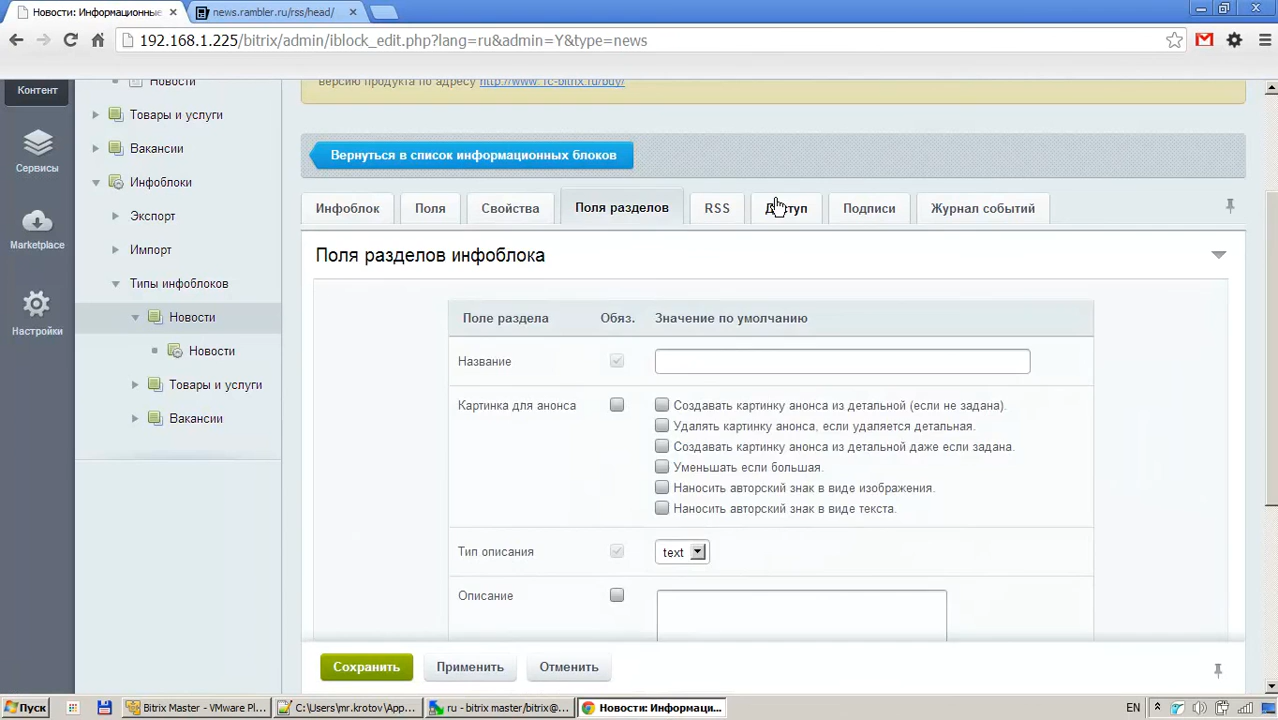 Новости: Информационные
news.rambler.ru/rss/head/
192.168.1.225/bitrix/admin/iblock_edit.php?lang=ru&admin=Y&type=news
Контент
Сервисы
Marketplace
Настройки
Новости
Товары и услуги
Вакансии
Инфоблоки
Экспорт
Импорт
Типы инфоблоков
Новости
Новости
Товары и услуги
Вакансии
версию продукта по адресу http://www.1c-bitrix.ru/buy/
Вернуться в список информационных блоков
Инфоблок Поля Свойства Поля разделов RSS Доступ Подписи Журнал событий
Поля разделов инфоблока
Поле раздела Обяз. Значение по умолчанию
Название
Картинка для анонса
Создавать картинку анонса из детальной (если не задана).
Удалять картинку анонса, если удаляется детальная.
Создавать картинку анонса из детальной даже если задана.
Уменьшать если большая.
Наносить авторский знак в виде изображения.
Наносить авторский знак в виде текста.
Тип описания text
Описание
Сохранить Применить Отменить
Пуск Bitrix Master - VMware Pl... C:\Users\mr.krotov\App... ru - bitrix master/bitrix@... Новости: Информаци... EN 12:56